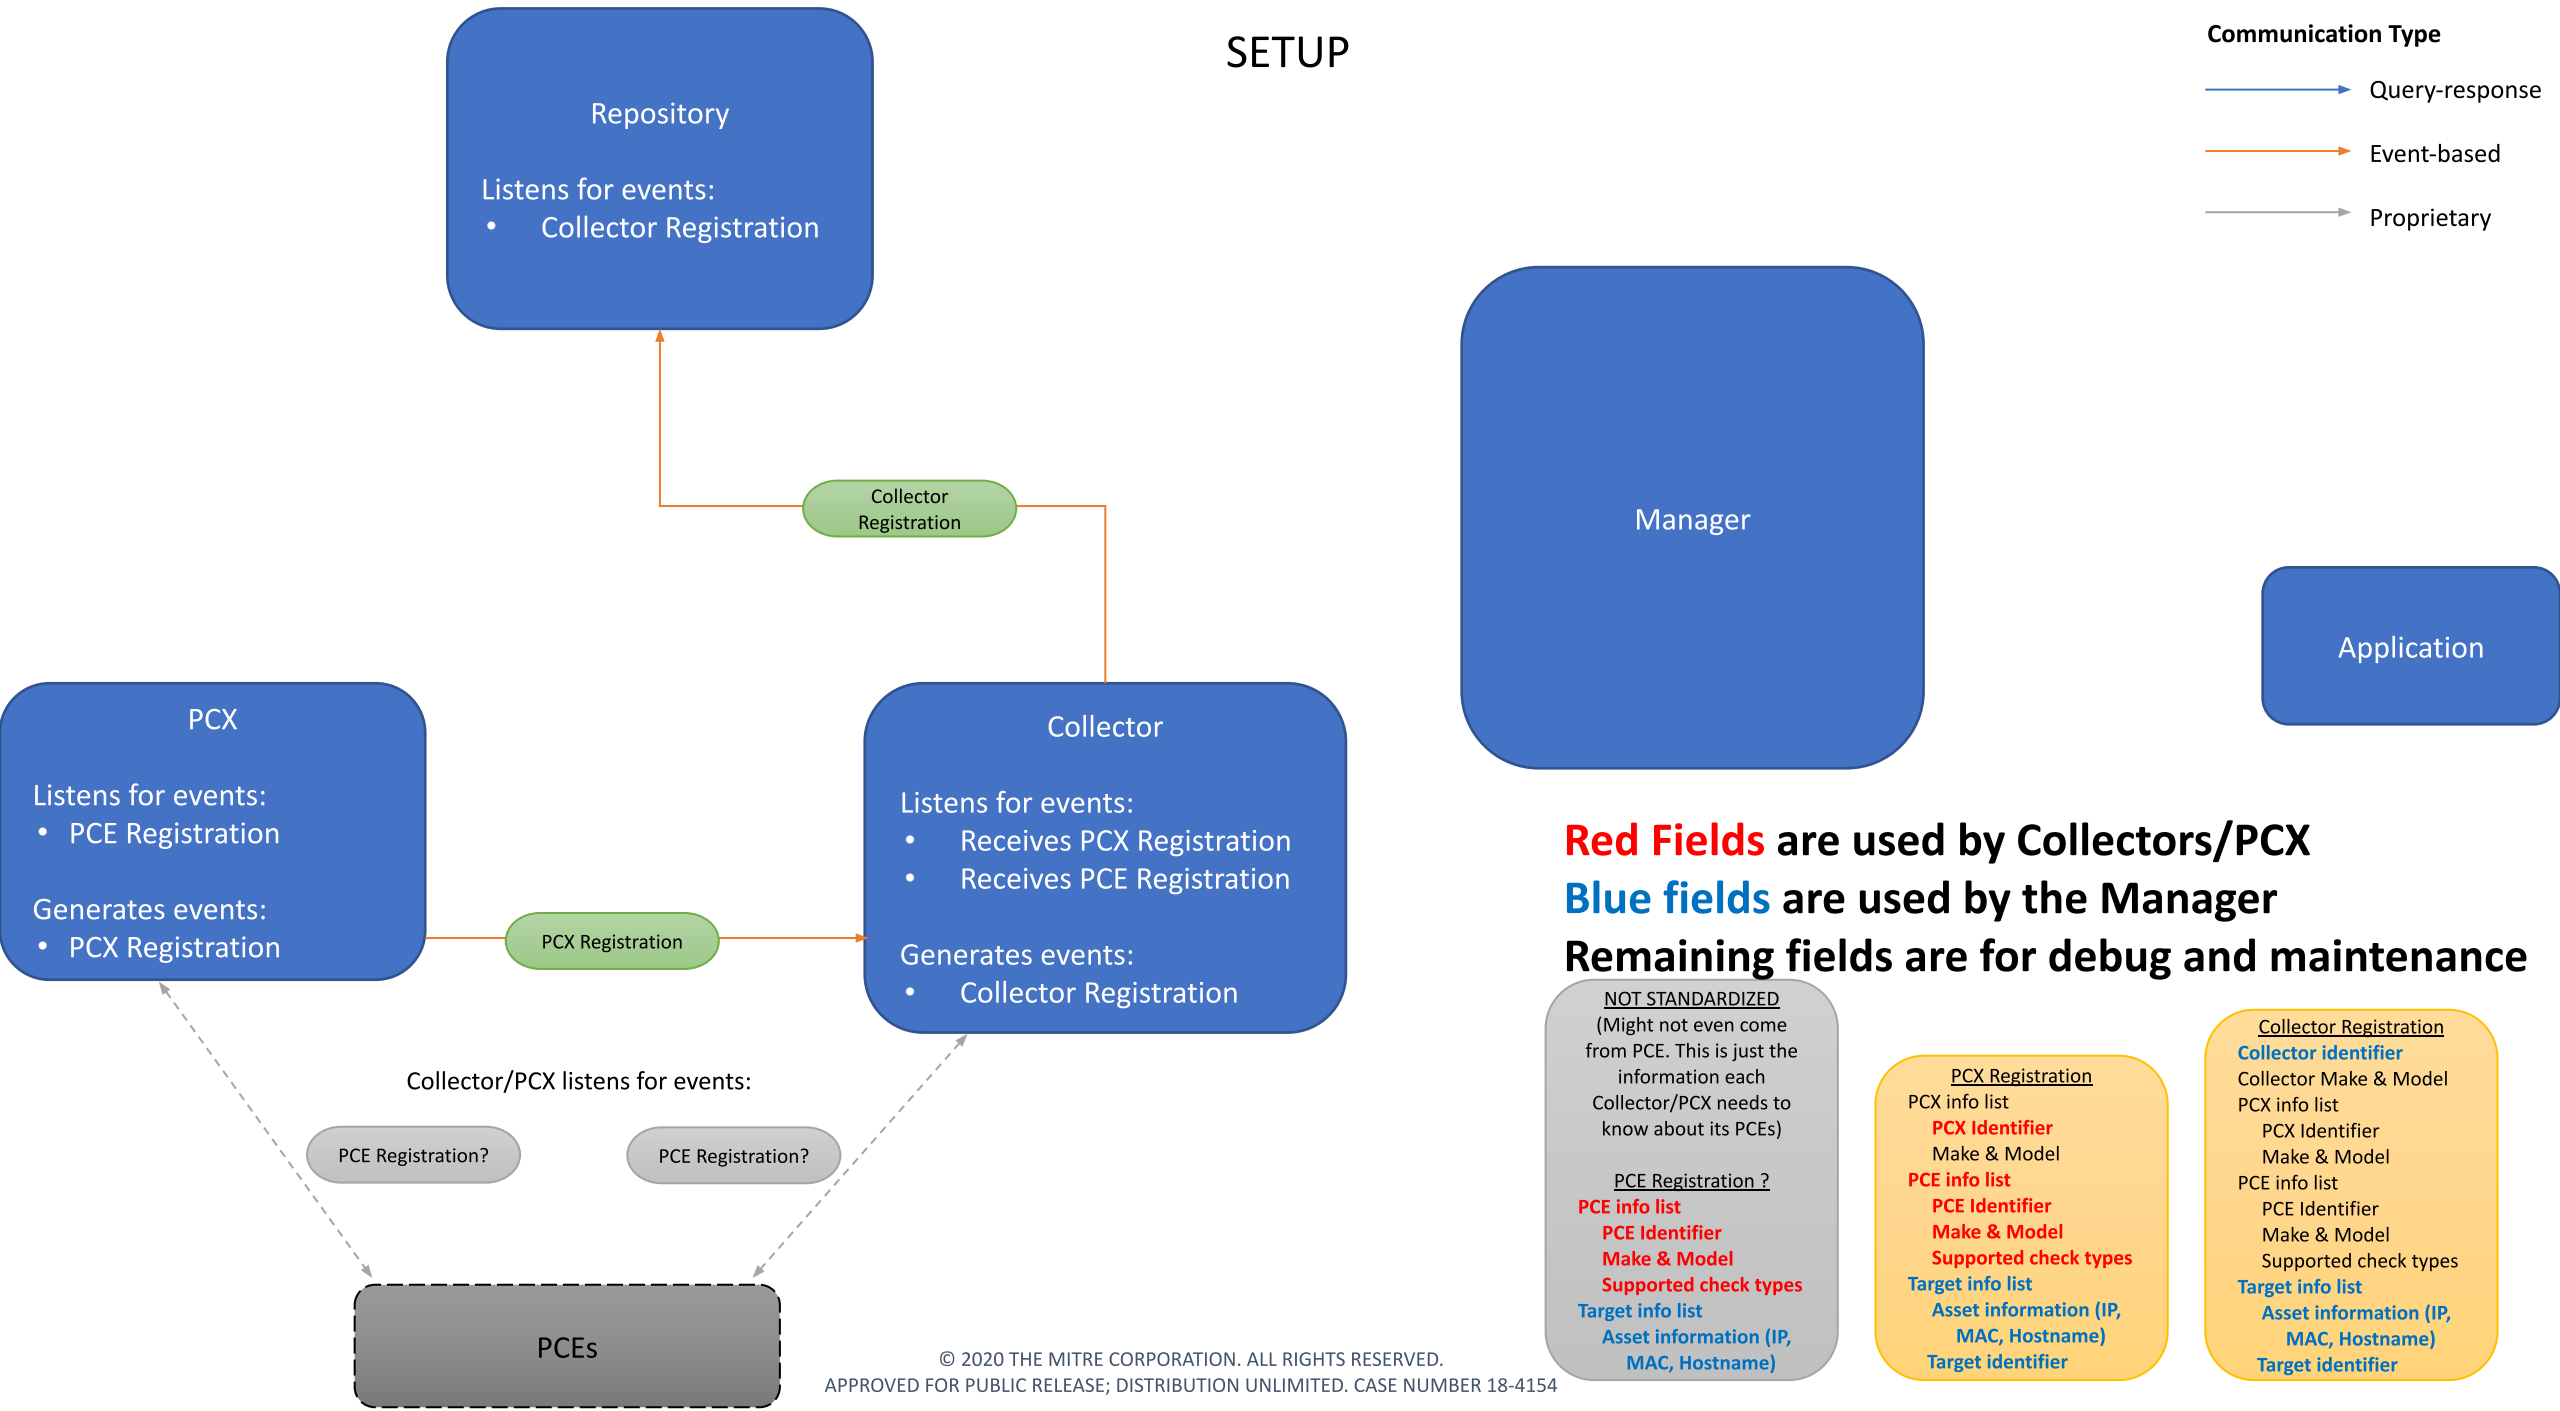 SETUP
Communication Type
Query-response
Event-based
Proprietary
Repository
Listens for events:
• Collector Registration
Collector
Registration
Manager
Application
PCX
Listens for events:
• PCE Registration
Generates events:
• PCX Registration
PCX Registration
Collector
Listens for events:
• Receives PCX Registration
• Receives PCE Registration
Generates events:
• Collector Registration
Collector/PCX listens for events:
PCE Registration?
PCE Registration?
PCEs
Red Fields are used by Collectors/PCX
Blue fields are used by the Manager
Remaining fields are for debug and maintenance
NOT STANDARDIZED
(Might not even come
from PCE. This is just the
information each
Collector/PCX needs to
know about its PCEs)
PCE Registration ?
PCE info list
PCE Identifier
Make & Model
Supported check types
Target info list
Asset information (IP,
MAC, Hostname)
PCX Registration
PCX info list
PCX Identifier
Make & Model
PCE info list
PCE Identifier
Make & Model
Supported check types
Target info list
Asset information (IP,
MAC, Hostname)
Target identifier
Collector Registration
Collector identifier
Collector Make & Model
PCX info list
PCX Identifier
Make & Model
PCE info list
PCE Identifier
Make & Model
Supported check types
Target info list
Asset information (IP,
MAC, Hostname)
Target identifier
© 2020 THE MITRE CORPORATION. ALL RIGHTS RESERVED.
APPROVED FOR PUBLIC RELEASE; DISTRIBUTION UNLIMITED. CASE NUMBER 18-4154